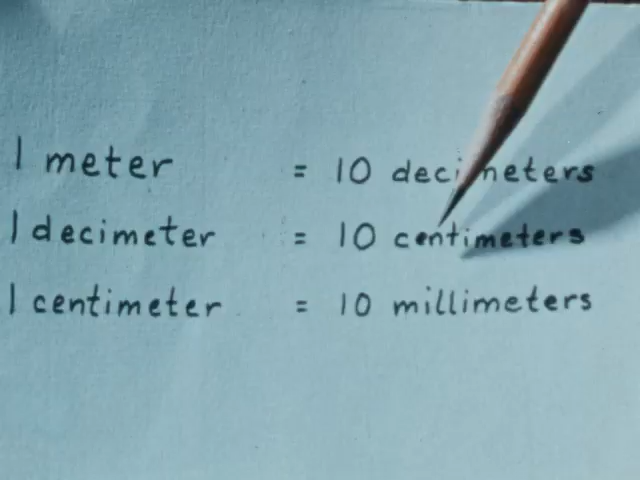 1 meter = 10 decimeters
1 decimeter = 10 centimeters
1 centimeter = 10 millimeters